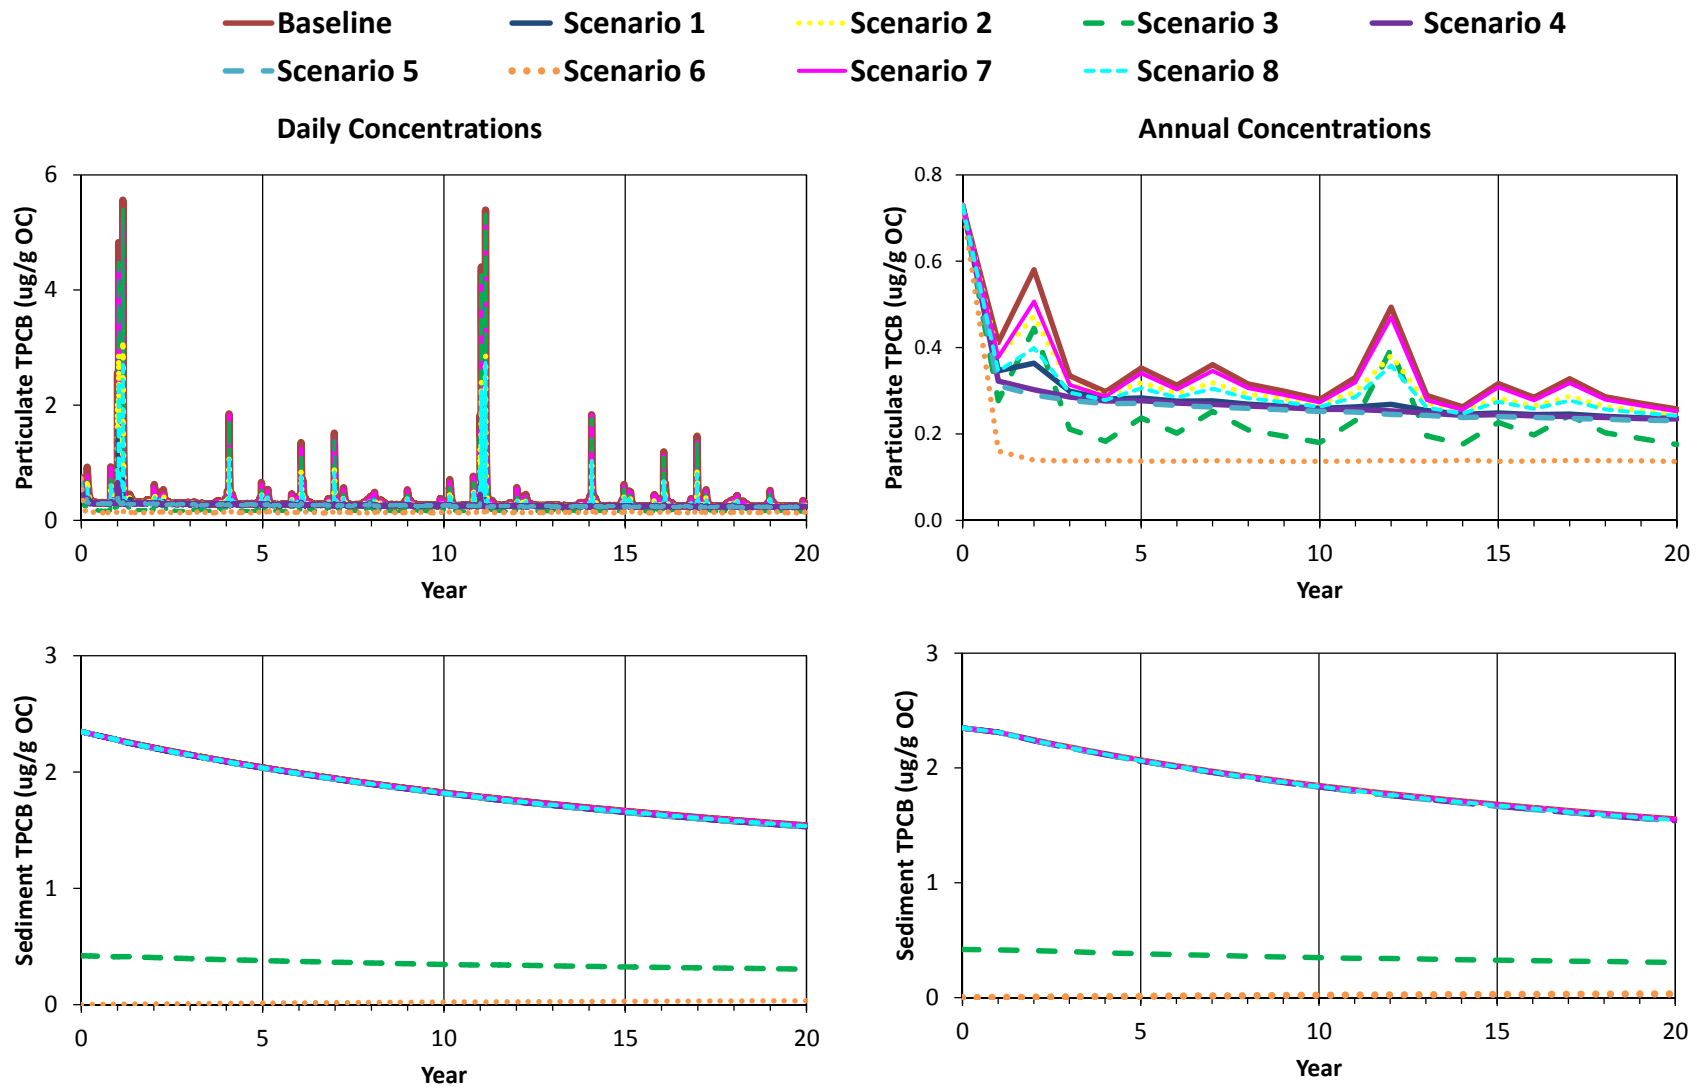 Baseline Scenario 1 Scenario 2 Scenario 3 Scenario 4
Scenario 5 Scenario 6 Scenario 7 Scenario 8
Daily Concentrations
Particulate TPCB (ug/g OC)
6
4
2
0
0 5 10 15 20
Year
Annual Concentrations
Particulate TPCB (ug/g OC)
0.8
0.6
0.4
0.2
0.0
0 5 10 15 20
Year
Sediment TPCB (ug/g OC)
3
2
1
0
0 5 10 15 20
Year
Sediment TPCB (ug/g OC)
3
2
1
0
0 5 10 15 20
Year